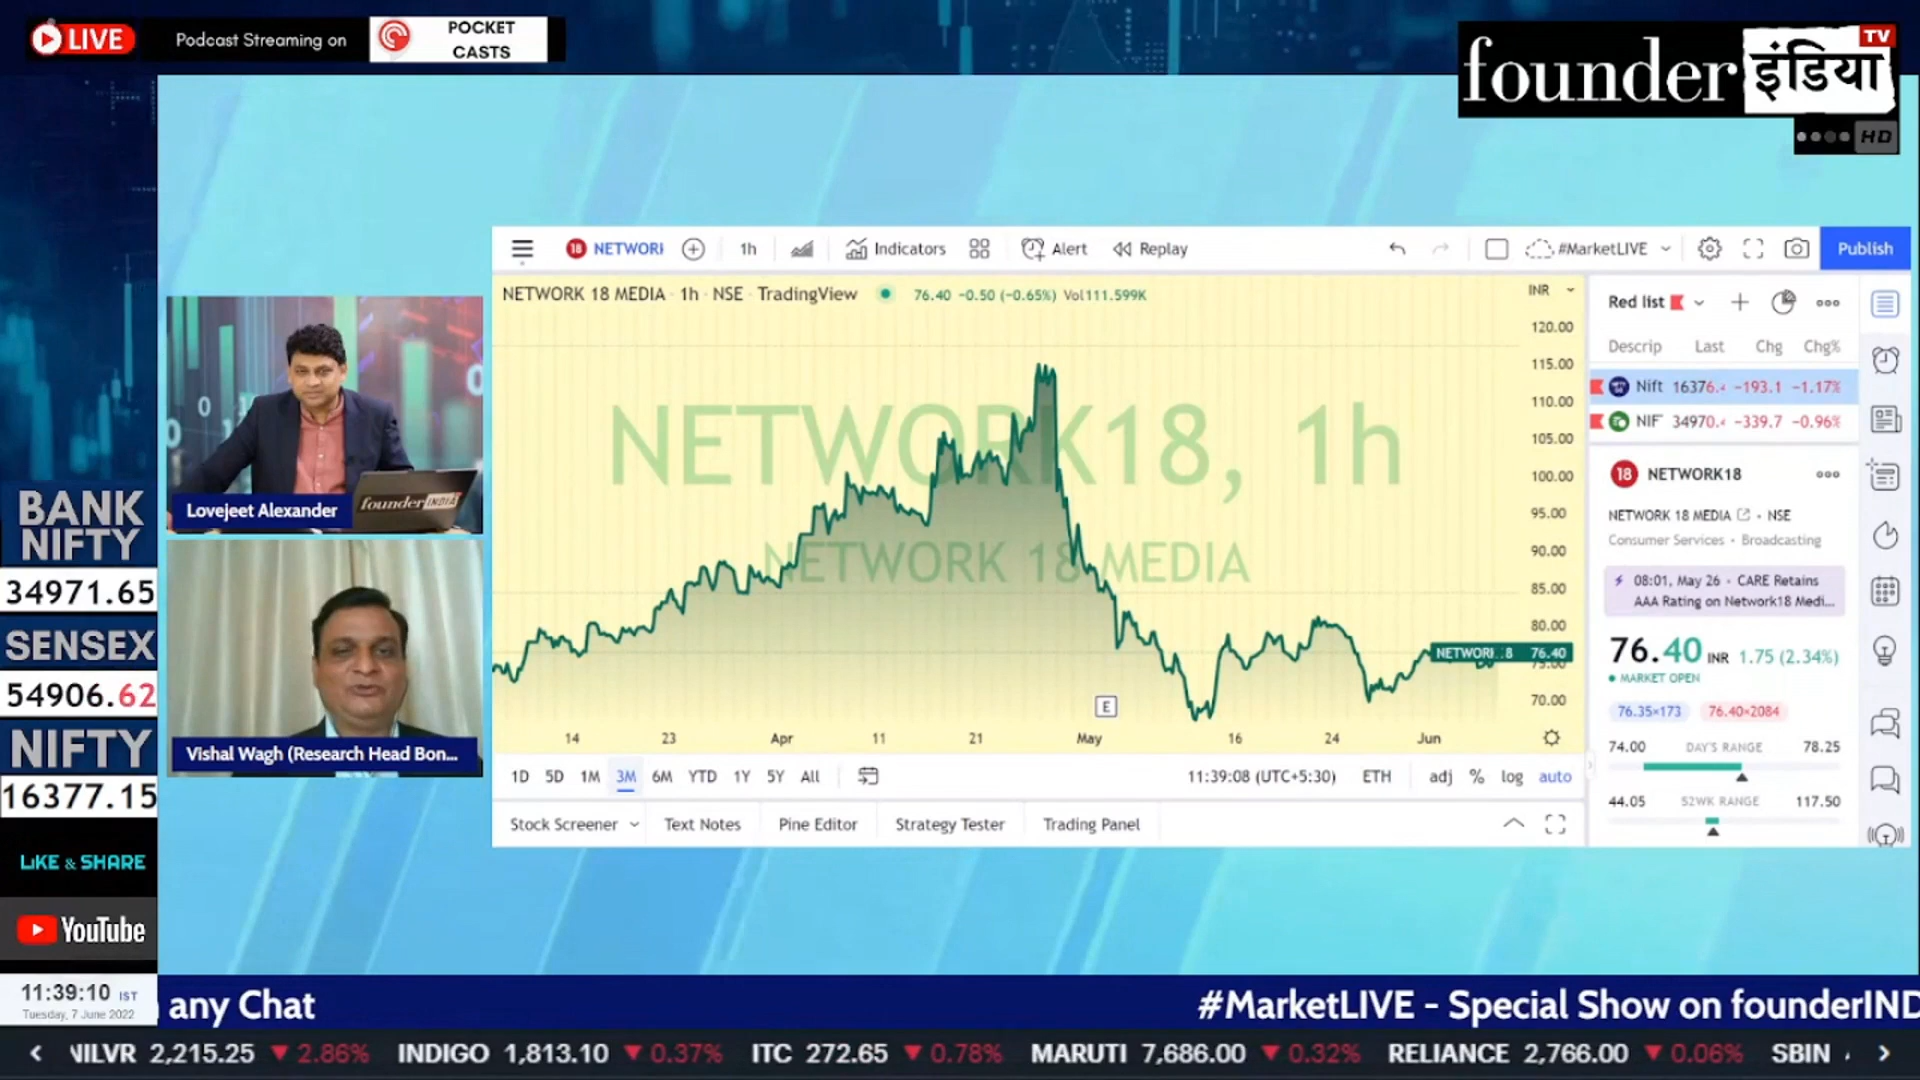 LIVE
Podcast Streaming on
POCKET
CASTS
founder इंडिया TV
HD
NETWORK
1h
Indicators
Alert
Replay
#MarketLIVE
Publish
NETWORK 18 MEDIA · 1h · NSE · TradingView
76.40 −0.50 (−0.65%) Vol 111.599K
INR
NETWORK18, 1h
NETWORK 18 MEDIA
120.00
115.00
110.00
105.00
100.00
95.00
90.00
85.00
80.00
75.00
70.00
NETWORK18 76.40
E
14 23 Apr 11 21 May 16 24 Jun
1D 5D 1M 3M 6M YTD 1Y 5Y All
11:39:08 (UTC+5:30) ETH adj % log auto
Stock Screener Text Notes Pine Editor Strategy Tester Trading Panel
Red list
Descrip Last Chg Chg%
Nift 16376.4 −193.1 −1.17%
NIF 34970.4 −339.7 −0.96%
18 NETWORK18
NETWORK 18 MEDIA · NSE
Consumer Services · Broadcasting
08:01, May 26 · CARE Retains
AAA Rating on Network18 Medi...
76.40 INR 1.75 (2.34%)
MARKET OPEN
76.35×173 76.40×2084
74.00 DAY'S RANGE 78.25
44.05 52WK RANGE 117.50
founder INDIA
Lovejeet Alexander
Vishal Wagh (Research Head Bon...
BANK
NIFTY
34971.65
SENSEX
54906.62
NIFTY
16377.15
LIKE & SHARE
YouTube
11:39:10 IST
Tuesday, 7 June 2022
any Chat
#MarketLIVE - Special Show on founderIND
NILVR 2,215.25 ▼ 2.86% INDIGO 1,813.10 ▼ 0.37% ITC 272.65 ▼ 0.78% MARUTI 7,686.00 ▼ 0.32% RELIANCE 2,766.00 ▼ 0.06% SBIN